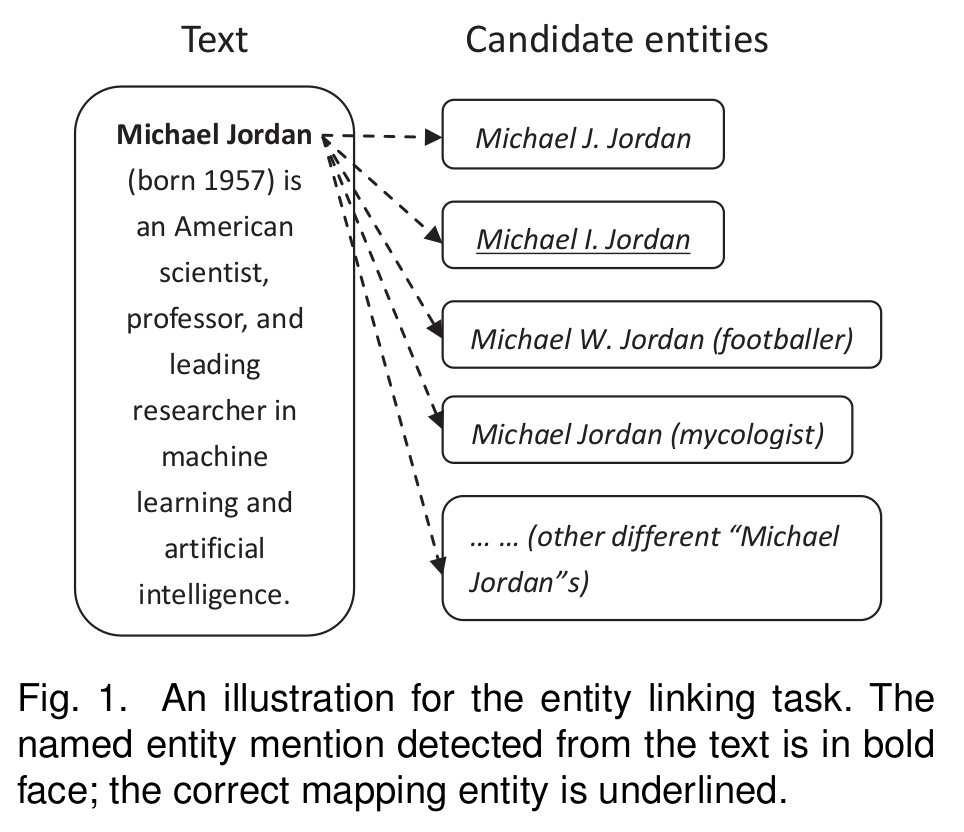 Text
Candidate entities
Michael Jordan
(born 1957) is
an American
scientist,
professor, and
leading
researcher in
machine
learning and
artificial
intelligence.
Michael J. Jordan
Michael I. Jordan
Michael W. Jordan (footballer)
Michael Jordan (mycologist)
... ... (other different “Michael
Jordan”s)
Fig. 1. An illustration for the entity linking task. The
named entity mention detected from the text is in bold
face; the correct mapping entity is underlined.